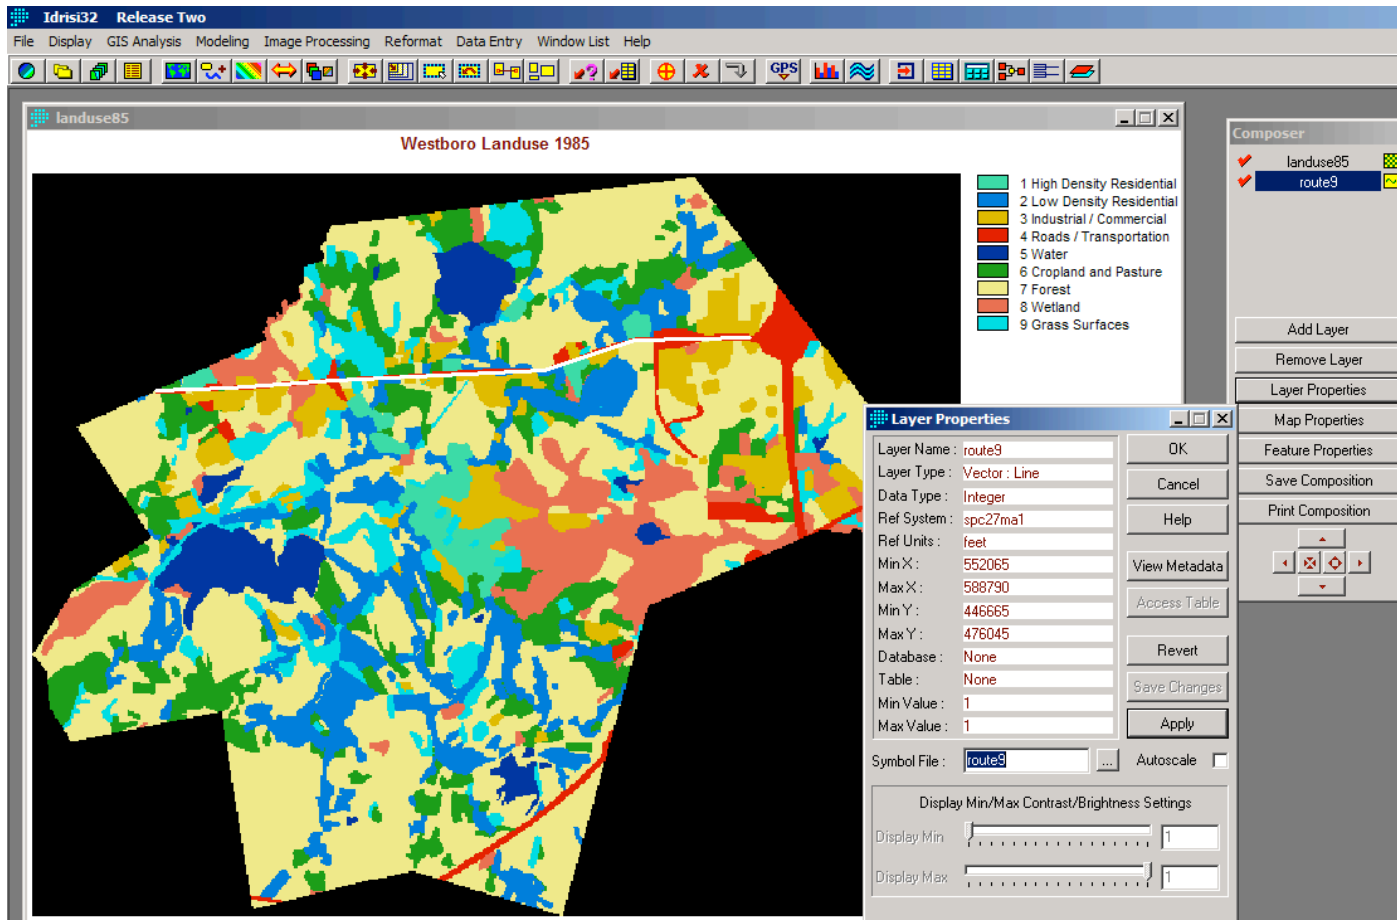 Idrisi32 Release Two
File Display GIS Analysis Modeling Image Processing Reformat Data Entry Window List Help
GPS
landuse85
Westboro Landuse 1985
1 High Density Residential
2 Low Density Residential
3 Industrial / Commercial
4 Roads / Transportation
5 Water
6 Cropland and Pasture
7 Forest
8 Wetland
9 Grass Surfaces
Composer
landuse85
route9
Add Layer
Remove Layer
Layer Properties
Map Properties
Feature Properties
Save Composition
Print Composition
Layer Properties
Layer Name : route9
Layer Type : Vector : Line
Data Type : Integer
Ref System : spc27ma1
Ref Units : feet
Min X : 552065
Max X : 588790
Min Y : 446665
Max Y : 476045
Database : None
Table : None
Min Value : 1
Max Value : 1
OK
Cancel
Help
View Metadata
Access Table
Revert
Save Changes
Apply
Symbol File : route9 ... Autoscale
Display Min/Max Contrast/Brightness Settings
Display Min 1
Display Max 1